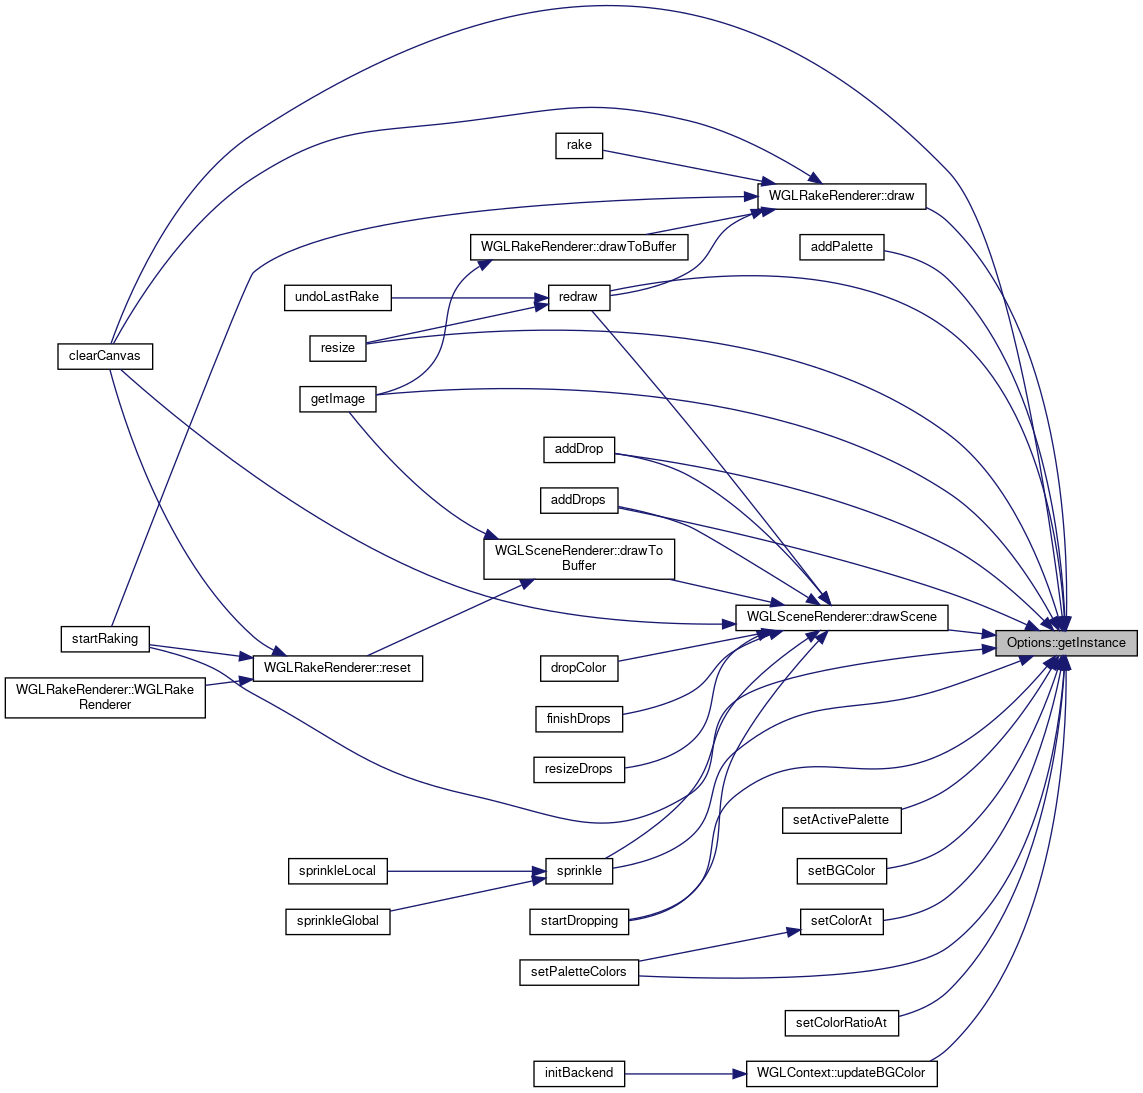 rake
WGLRakeRenderer::draw
WGLRakeRenderer::drawToBuffer
addPalette
undoLastRake
redraw
resize
clearCanvas
getImage
addDrop
addDrops
WGLSceneRenderer::drawTo
Buffer
WGLSceneRenderer::drawScene
startRaking
Options::getInstance
WGLRakeRenderer::reset
dropColor
WGLRakeRenderer::WGLRake
Renderer
finishDrops
resizeDrops
setActivePalette
sprinkleLocal
sprinkle
setBGColor
sprinkleGlobal
startDropping
setColorAt
setPaletteColors
setColorRatioAt
initBackend
WGLContext::updateBGColor